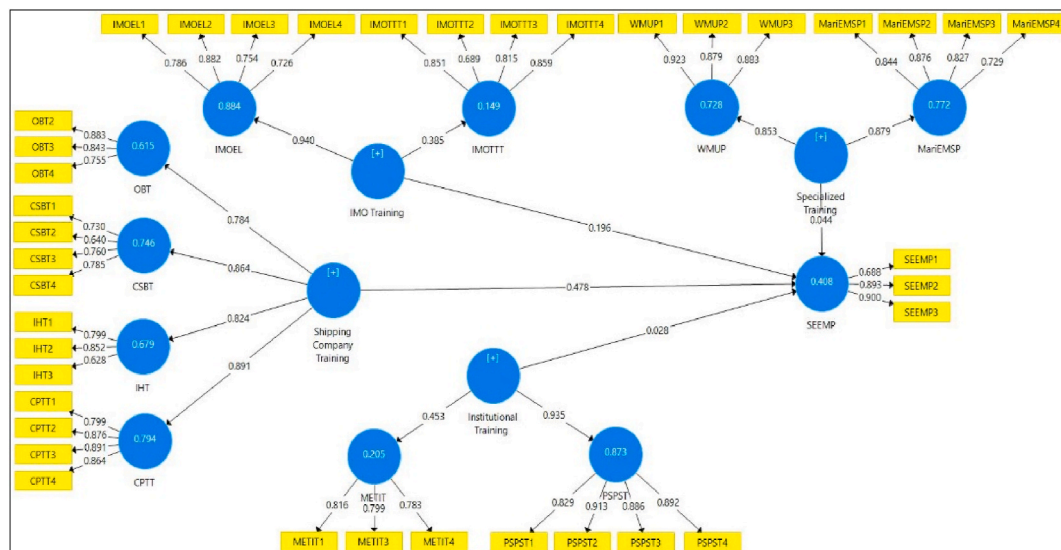 IMOEL1 IMOEL2 IMOEL3 IMOEL4 IMOTTT1 IMOTTT2 IMOTTT3 IMOTTT4 WMUP1 WMUP2 WMUP3 MariEMSP1 MariEMSP2 MariEMSP3 MariEMSP4
0.786 0.882 0.754 0.726 0.851 0.689 0.815 0.859 0.923 0.879 0.883 0.844 0.876 0.827 0.729
0.884 0.149 0.728 0.772
IMOEL IMOTTT WMUP MariEMSP
0.940 0.385 0.853 0.879
[+]
IMO Training
[+]
Specialized
Training
0.044
0.196
OBT2
OBT3
OBT4
0.883
0.843
0.755
0.615
OBT
0.784
CSBT1
CSBT2
CSBT3
CSBT4
0.730
0.640
0.760
0.785
0.746
CSBT
0.864
[+]
Shipping
Company
Training
0.478
0.408
SEEMP
0.688
0.893
0.900
SEEMP1
SEEMP2
SEEMP3
IHT1
IHT2
IHT3
0.799
0.852
0.628
0.679
IHT
0.824
0.891
0.028
[+]
Institutional
Training
CPTT1
CPTT2
CPTT3
CPTT4
0.799
0.876
0.891
0.864
0.794
CPTT
0.453 0.935
0.205 0.873
METIT PSPST
0.816 0.799 0.783 0.829 0.913 0.886 0.892
METIT1 METIT3 METIT4 PSPST1 PSPST2 PSPST3 PSPST4